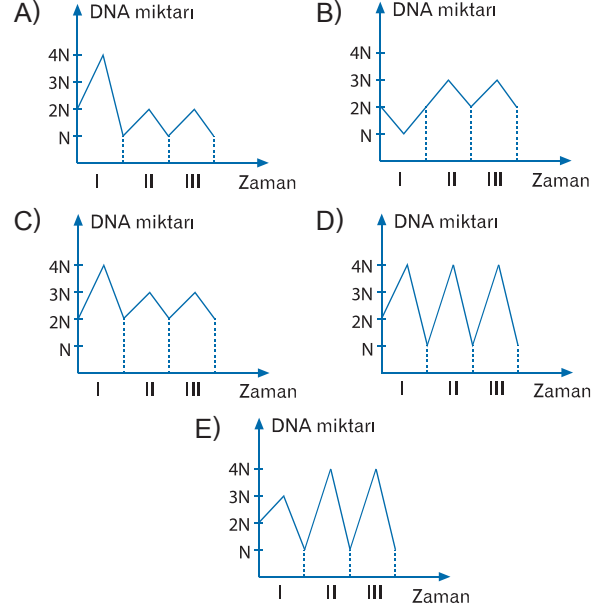 A)
DNA miktarı
4N
3N
2N
N
I II III Zaman
B)
DNA miktarı
4N
3N
2N
N
I II III Zaman
C)
DNA miktarı
4N
3N
2N
N
I II III Zaman
D)
DNA miktarı
4N
3N
2N
N
I II III Zaman
E)
DNA miktarı
4N
3N
2N
N
I II III Zaman